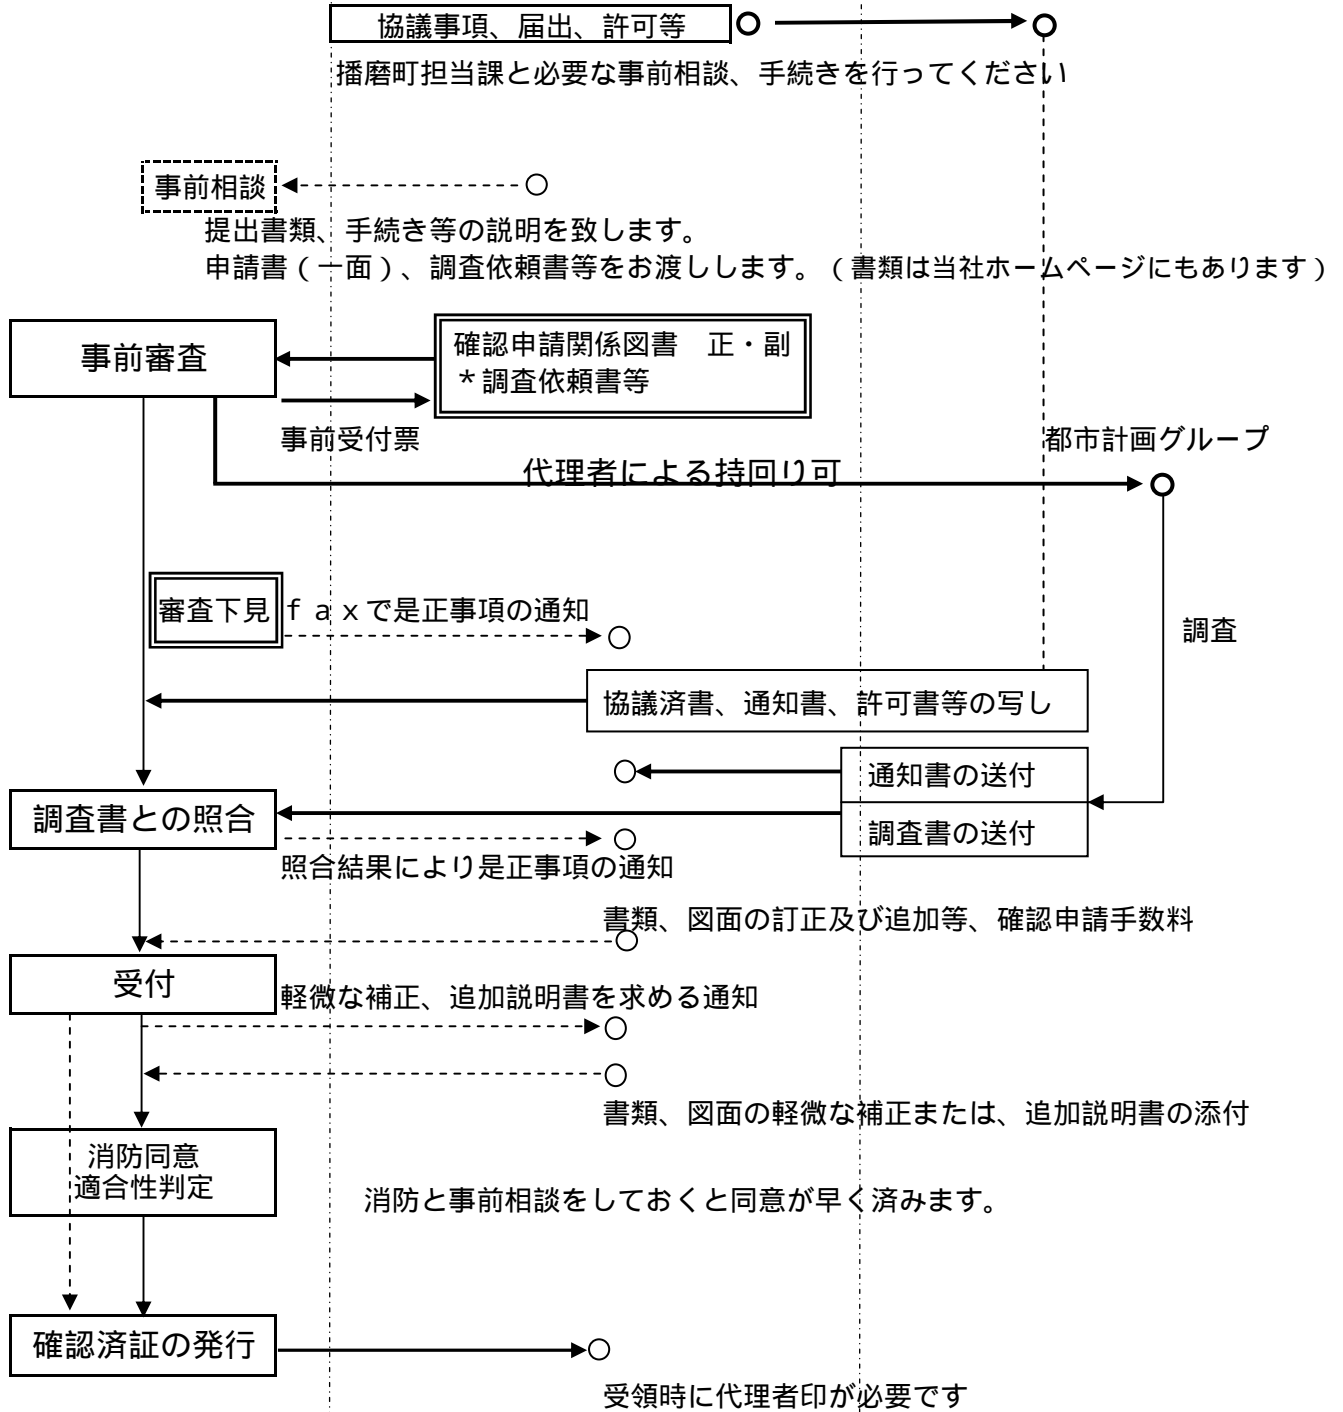 協議事項、届出、許可等
播磨町担当課と必要な事前相談、手続きを行ってください
事前相談
提出書類、手続き等の説明を致します。
申請書(一面)、調査依頼書等をお渡しします。(書類は当社ホームページにもあります)
事前審査
確認申請関係図書 正・副
*調査依頼書等
事前受付票
都市計画グループ
代理者による持回り可
審査下見
faxで是正事項の通知
調査
協議済書、通知書、許可書等の写し
通知書の送付
調査書との照合
調査書の送付
照合結果により是正事項の通知
書類、図面の訂正及び追加等、確認申請手数料
受付
軽微な補正、追加説明書を求める通知
書類、図面の軽微な補正または、追加説明書の添付
消防同意
適合性判定
消防と事前相談をしておくと同意が早く済みます。
確認済証の発行
受領時に代理者印が必要です